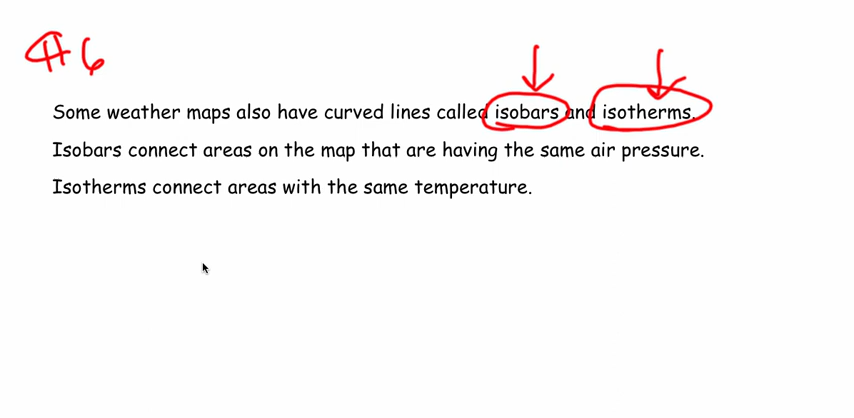 #6
Some weather maps also have curved lines called isobars and isotherms.
Isobars connect areas on the map that are having the same air pressure.
Isotherms connect areas with the same temperature.